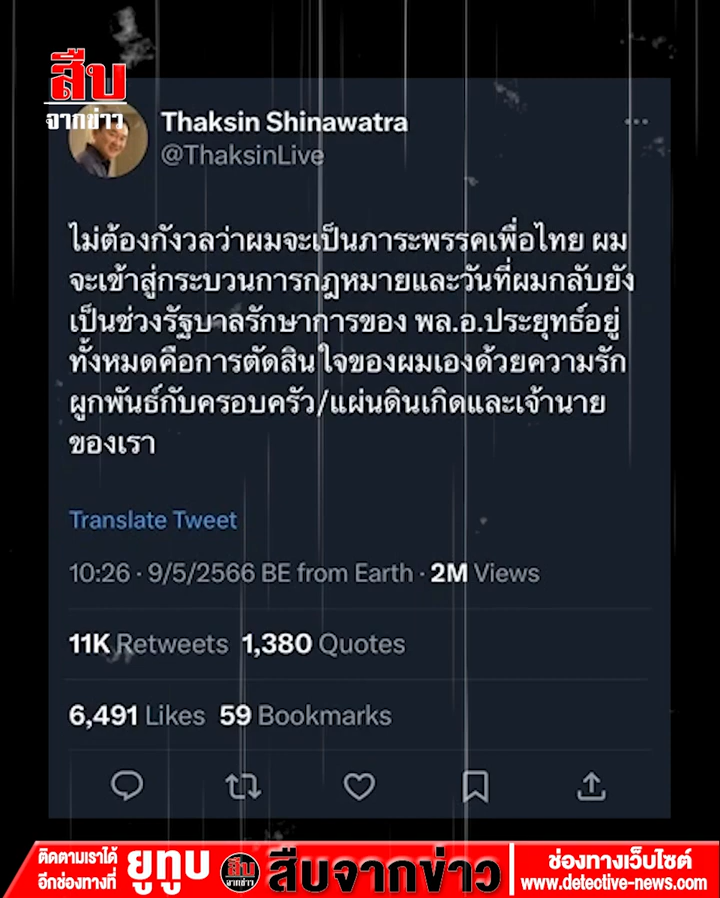 สืบ
จากข่าว
Thaksin Shinawatra
@ThaksinLive
ไม่ต้องกังวลว่าผมจะเป็นภาระพรรคเพื่อไทย ผม
จะเข้าสู่กระบวนการกฎหมายและวันที่ผมกลับยัง
เป็นช่วงรัฐบาลรักษาการของ พล.อ.ประยุทธ์อยู่
ทั้งหมดคือการตัดสินใจของผมเองด้วยความรัก
ผูกพันธ์กับครอบครัว/แผ่นดินเกิดและเจ้านาย
ของเรา
Translate Tweet
10:26 · 9/5/2566 BE from Earth · 2M Views
11K Retweets 1,380 Quotes
6,491 Likes 59 Bookmarks
ติดตามเราได้
อีกช่องทางที่
ยูทูบ
สืบ
จากข่าว
สืบจากข่าว
ช่องทางเว็บไซต์
www.detective-news.com